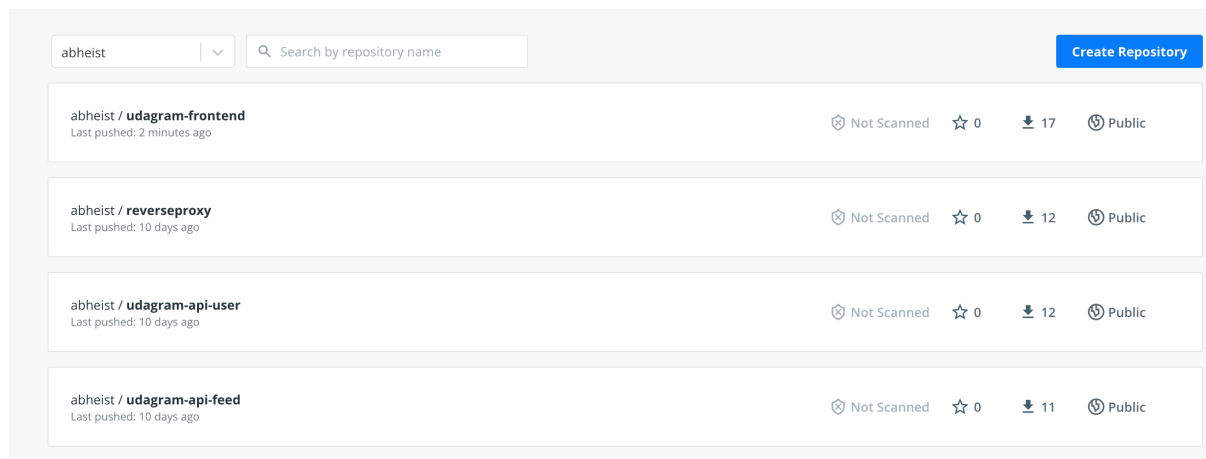 abheist
Search by repository name
Create Repository
abheist / udagram-frontend
Last pushed: 2 minutes ago
Not Scanned 0 17 Public
abheist / reverseproxy
Last pushed: 10 days ago
Not Scanned 0 12 Public
abheist / udagram-api-user
Last pushed: 10 days ago
Not Scanned 0 12 Public
abheist / udagram-api-feed
Last pushed: 10 days ago
Not Scanned 0 11 Public